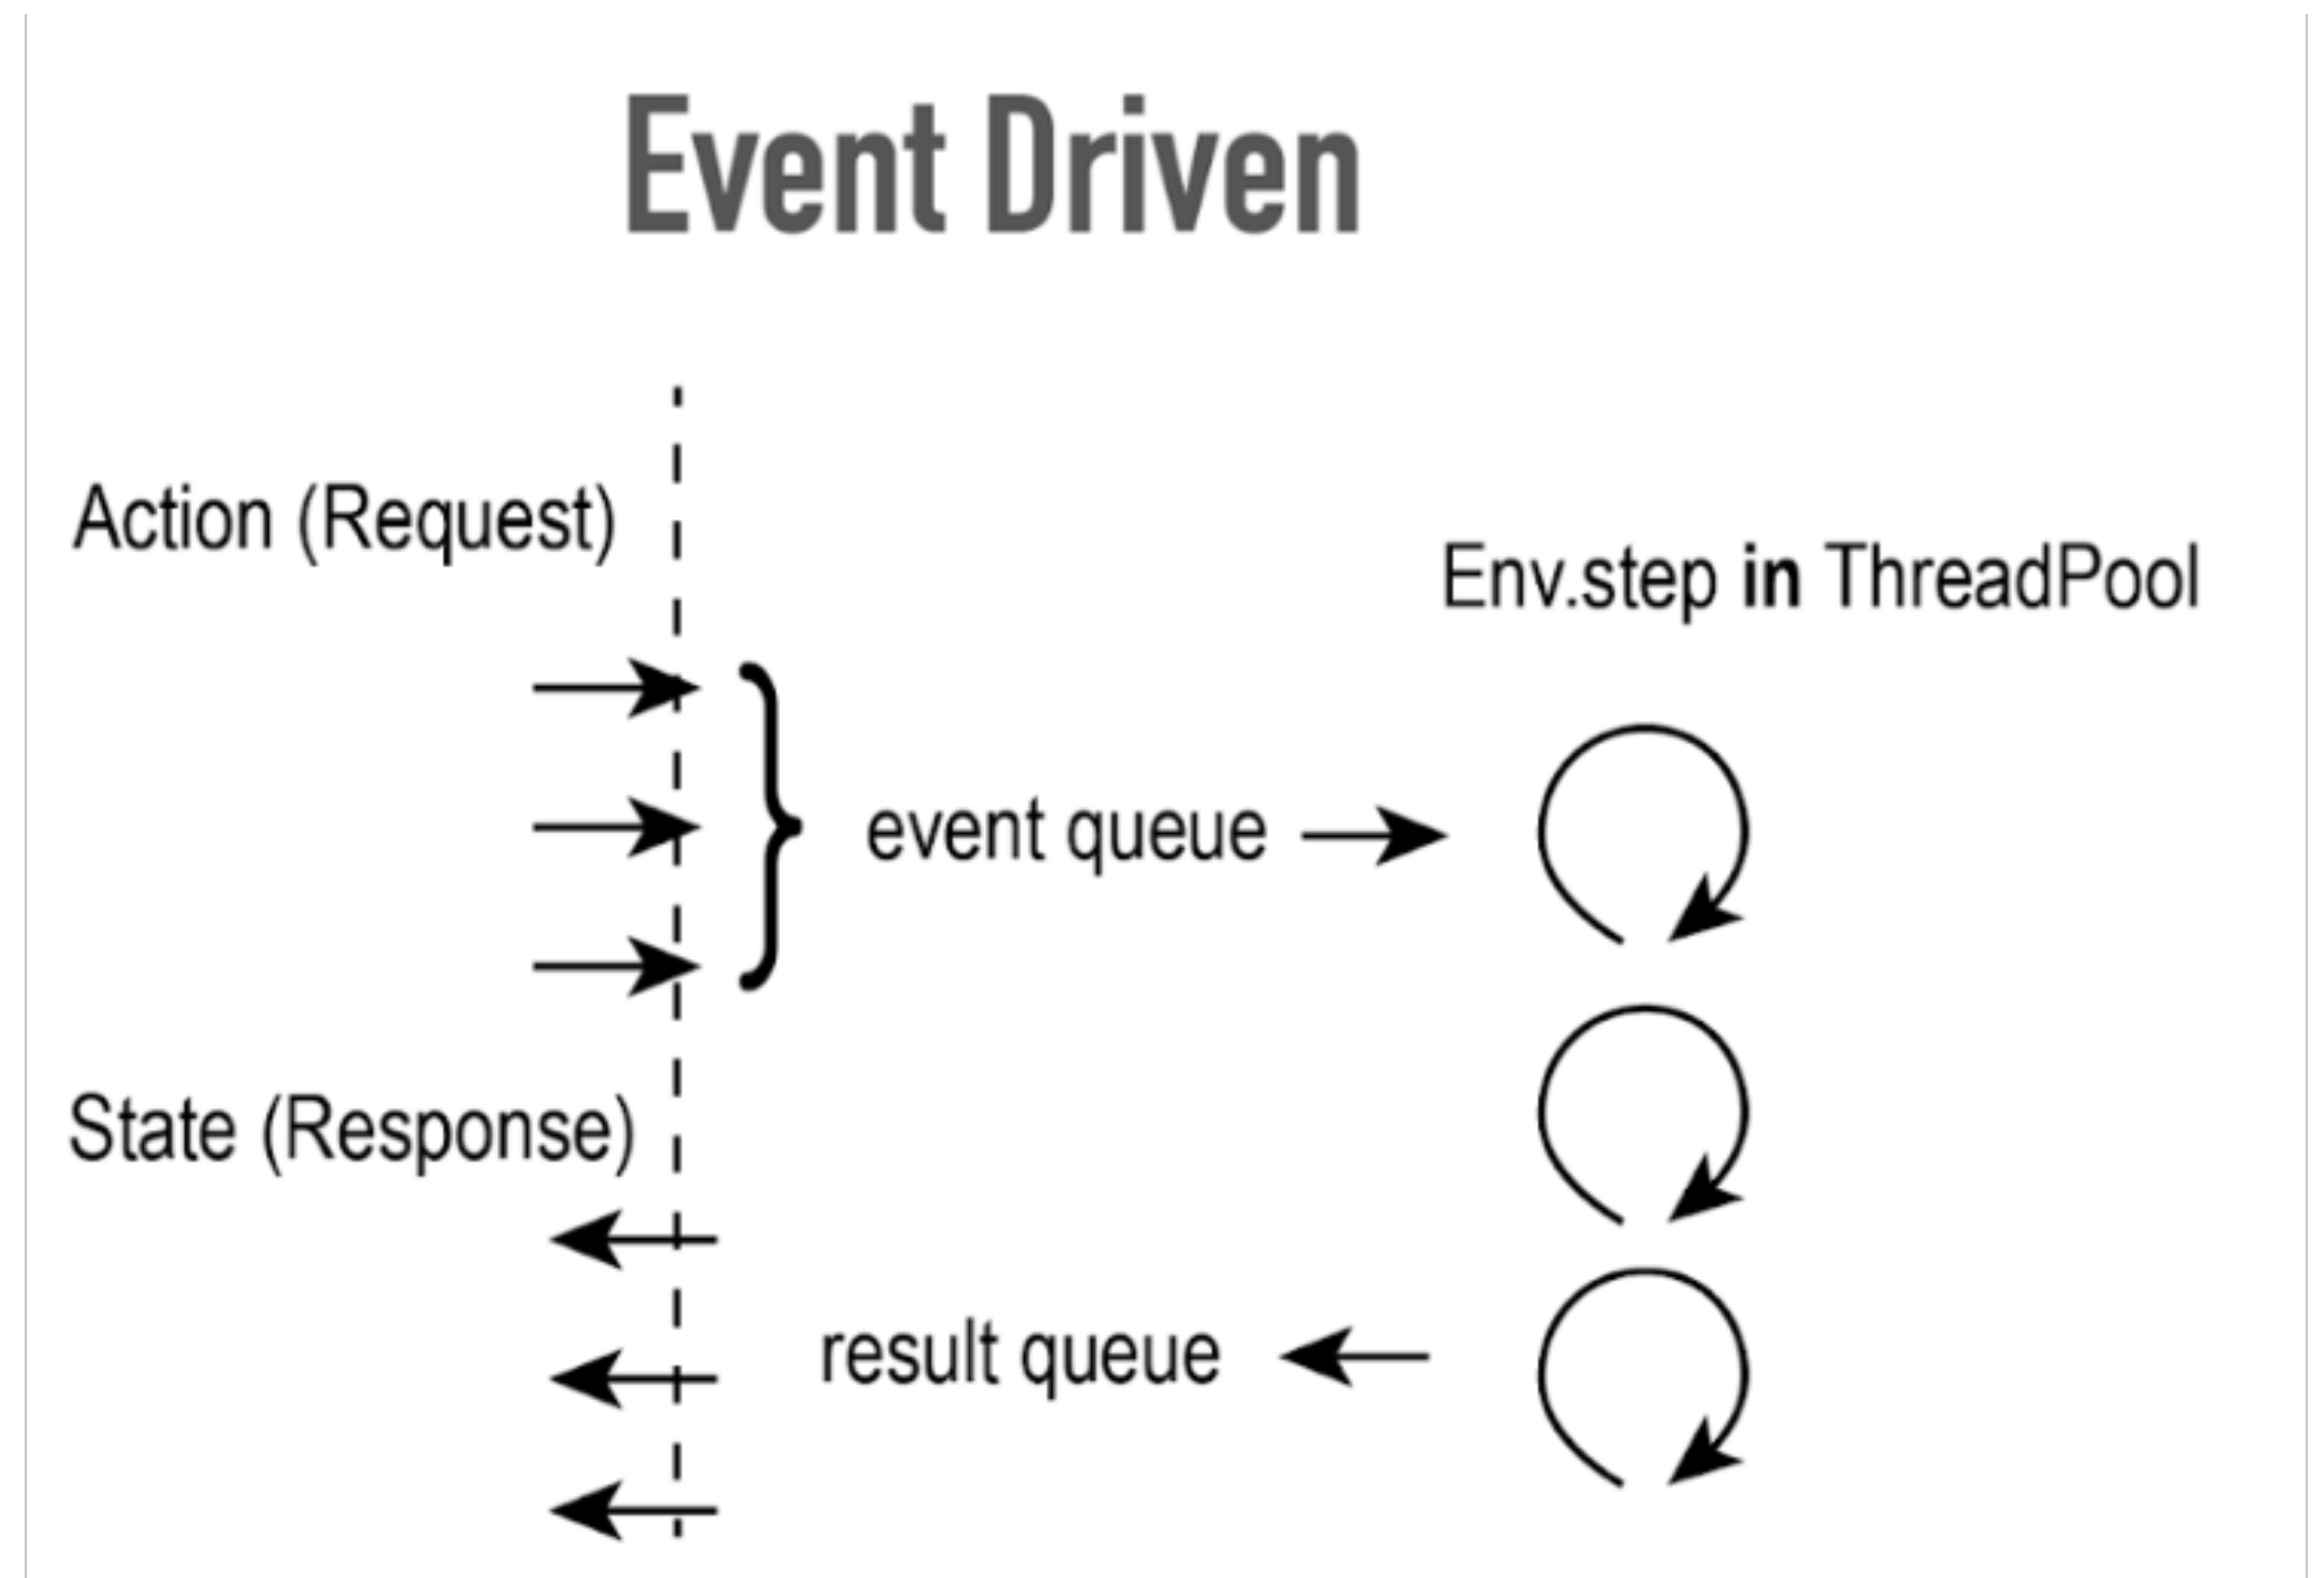 Event Driven
Action (Request)
Env.step in ThreadPool
event queue
State (Response)
result queue